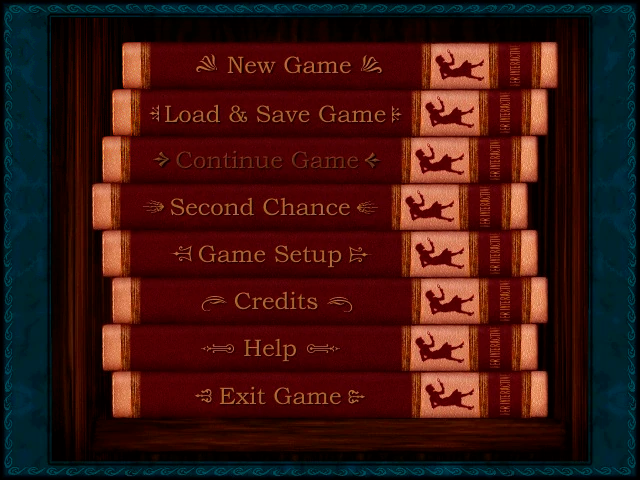 New Game
Load & Save Game
Continue Game
Second Chance
Game Setup
Credits
Help
Exit Game